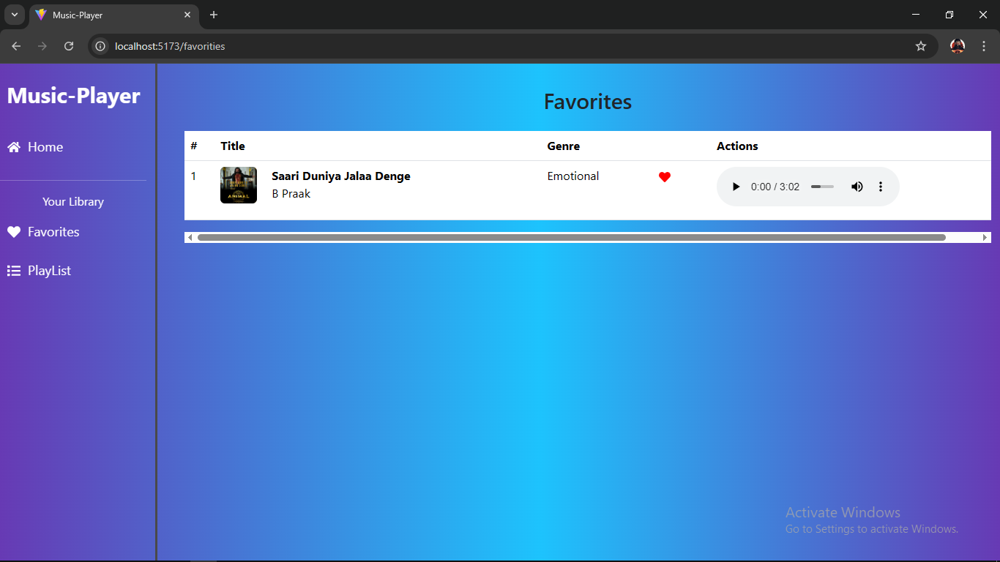 Music-Player
localhost:5173/favorities
Music-Player
Home
Your Library
Favorites
PlayList
Favorites
# Title Genre Actions
1 Saari Duniya Jalaa Denge Emotional 0:00 / 3:02
B Praak
ANIMAL
Activate Windows
Go to Settings to activate Windows.